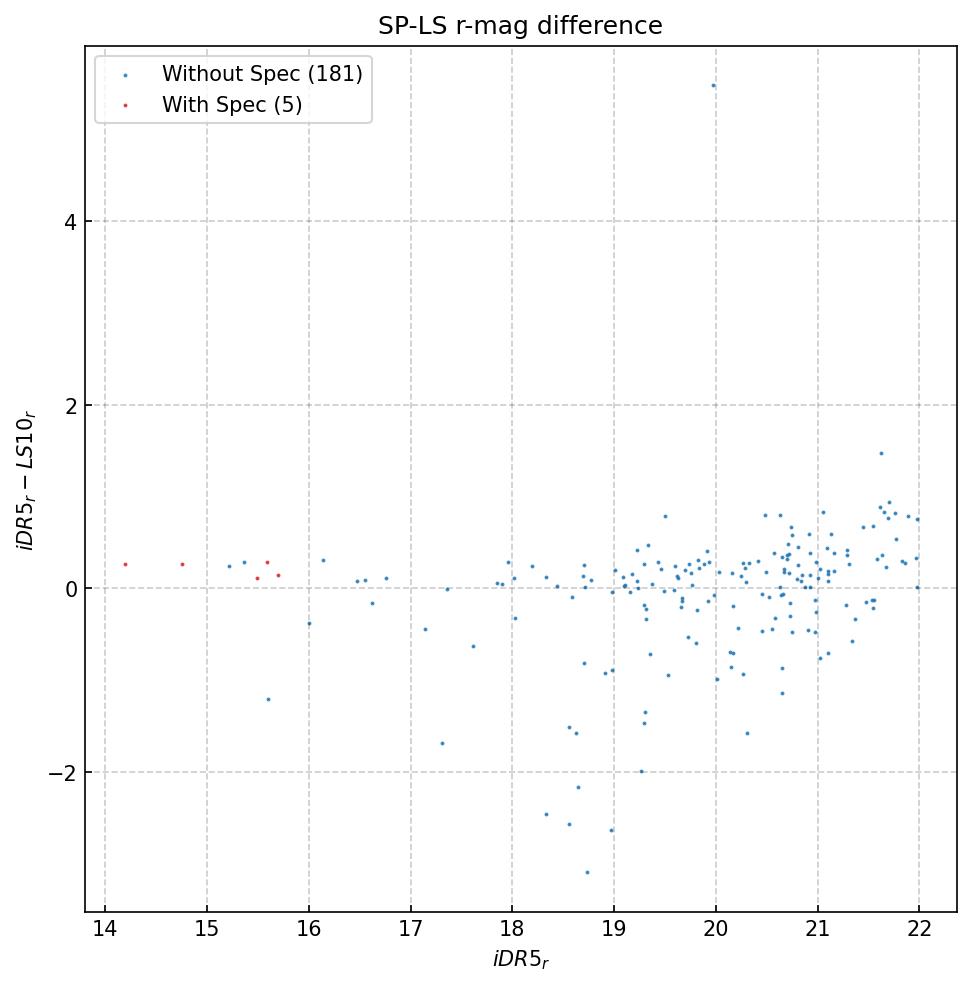 SP-LS r-mag difference
Without Spec (181)
With Spec (5)
4
2
0
−2
iDR5r − LS10r
14 15 16 17 18 19 20 21 22
iDR5r